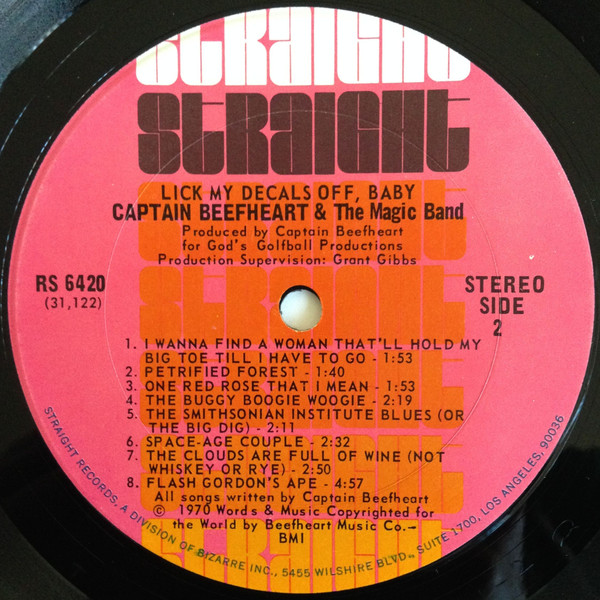 STRAIGHT
STRAIGHT
LICK MY DECALS OFF, BABY
CAPTAIN BEEFHEART & The Magic Band
Produced by Captain Beefheart
for God's Golfball Productions
Production Supervision: Grant Gibbs
RS 6420
(31,122)
STEREO
SIDE
2
1. I WANNA FIND A WOMAN THAT'LL HOLD MY
BIG TOE TILL I HAVE TO GO - 1:53
2. PETRIFIED FOREST - 1:40
3. ONE RED ROSE THAT I MEAN - 1:53
4. THE BUGGY BOOGIE WOOGIE - 2:19
5. THE SMITHSONIAN INSTITUTE BLUES (OR
THE BIG DIG) - 2:11
6. SPACE-AGE COUPLE - 2:32
7. THE CLOUDS ARE FULL OF WINE (NOT
WHISKEY OR RYE) - 2:50
8. FLASH GORDON'S APE - 4:57
All songs written by Captain Beefheart
© 1970 Words & Music Copyrighted for
the World by Beefheart Music Co.-
BMI
STRAIGHT RECORDS, A DIVISION OF BIZARRE INC., 5455 WILSHIRE BLVD., SUITE 1700, LOS ANGELES, 90036
STRAIGHT
STRAIGHT
STRAIGHT
STRAIGHT
STRAIGHT